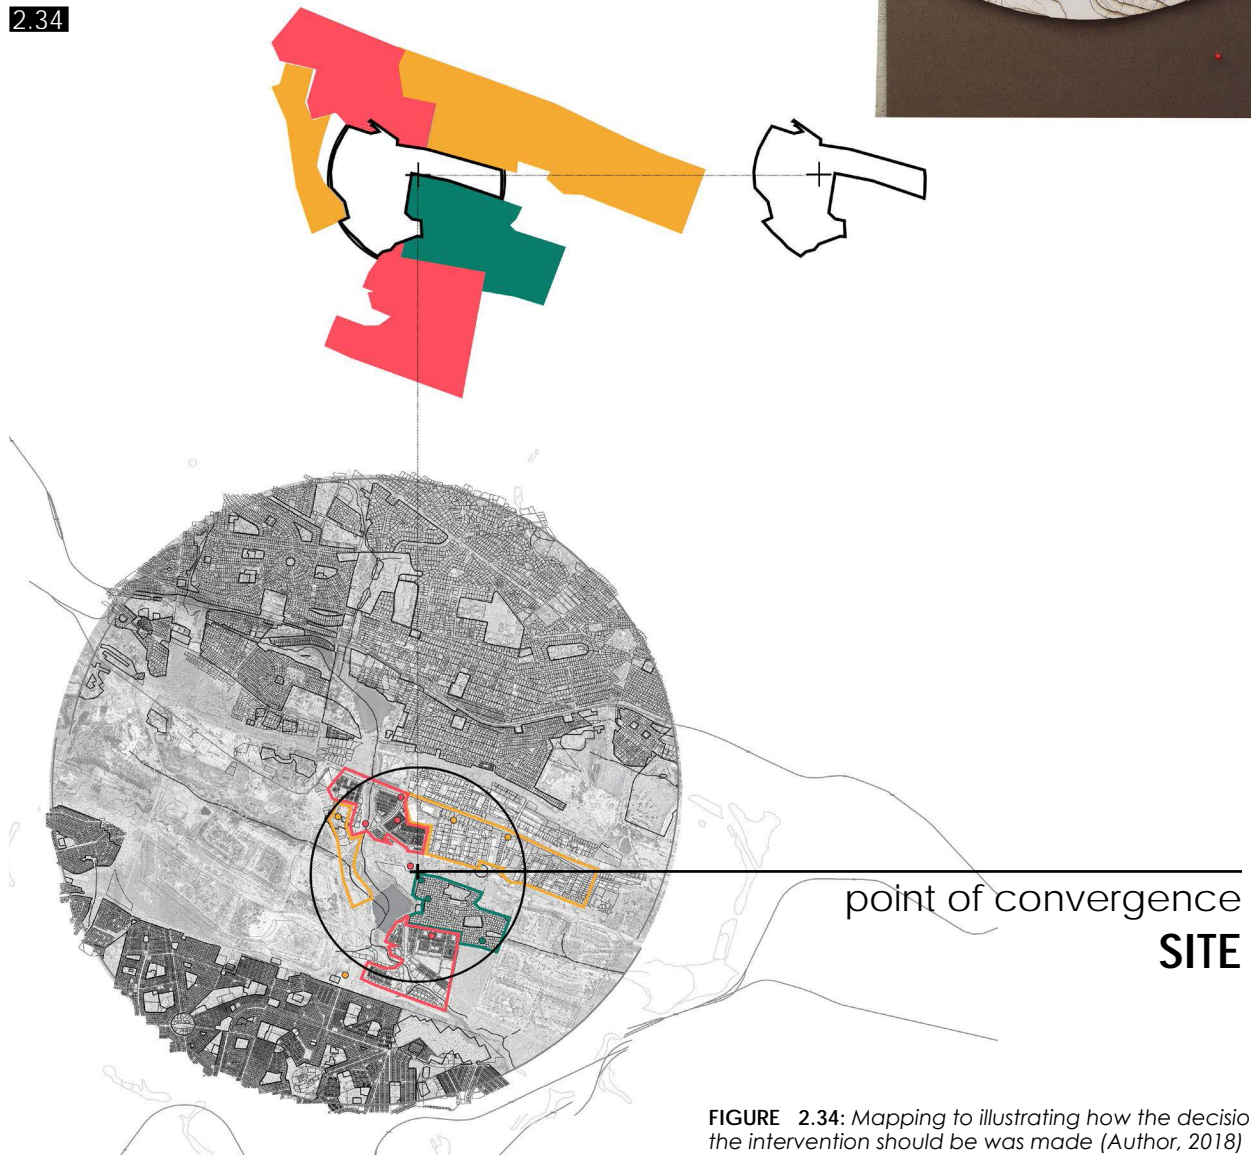 2.34
point of convergence
SITE
FIGURE 2.34: Mapping to illustrating how the decisio
the intervention should be was made (Author, 2018)